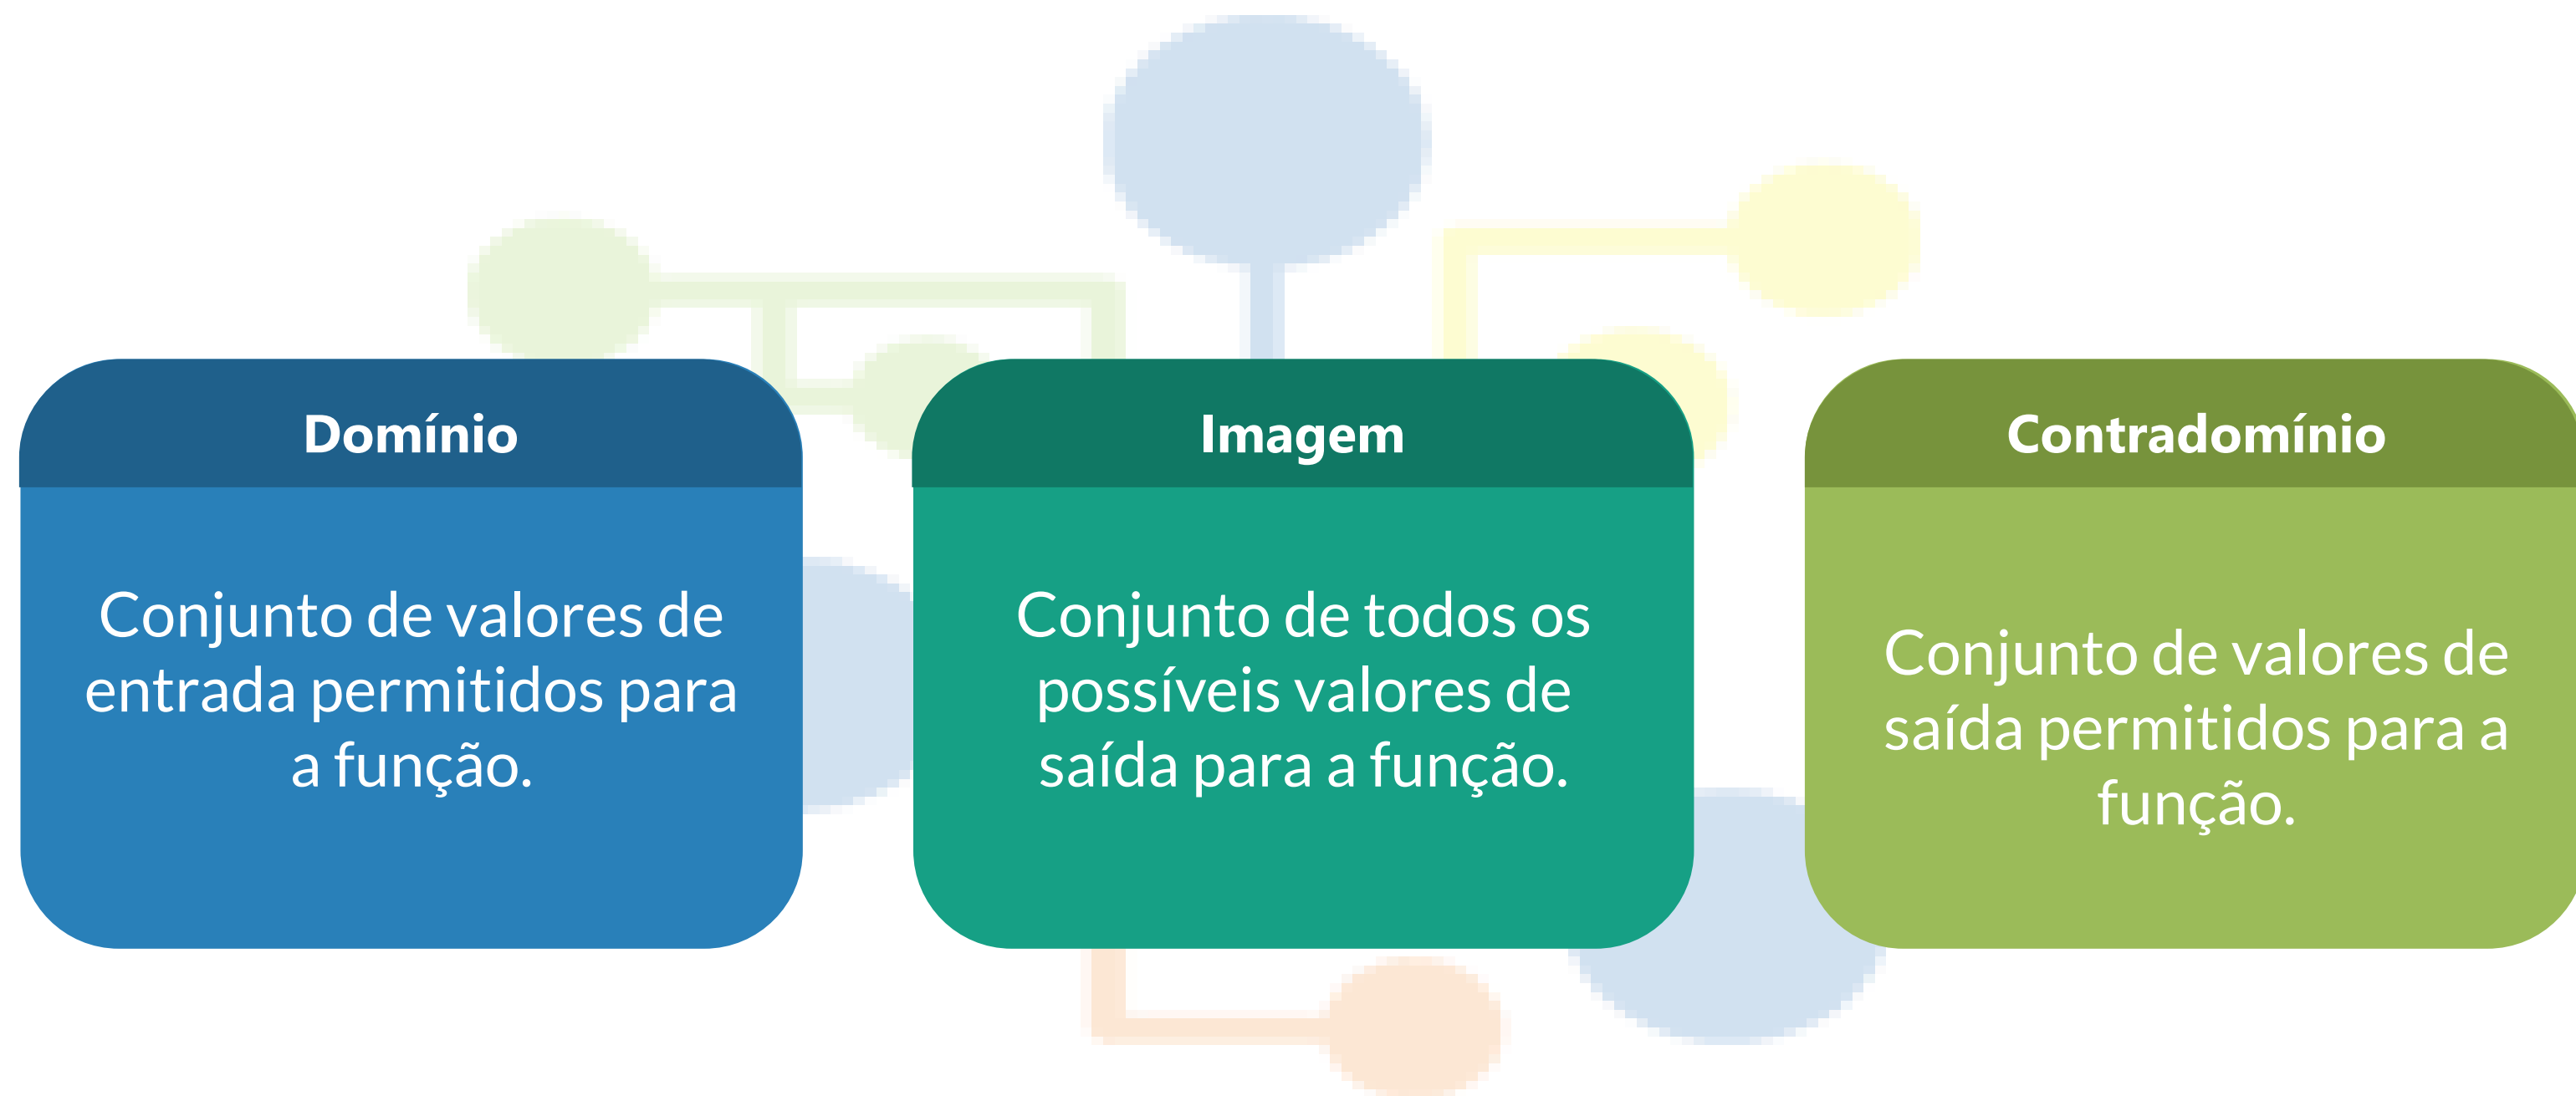 Domínio
Conjunto de valores de
entrada permitidos para
a função.
Imagem
Conjunto de todos os
possíveis valores de
saída para a função.
Contradomínio
Conjunto de valores de
saída permitidos para a
função.